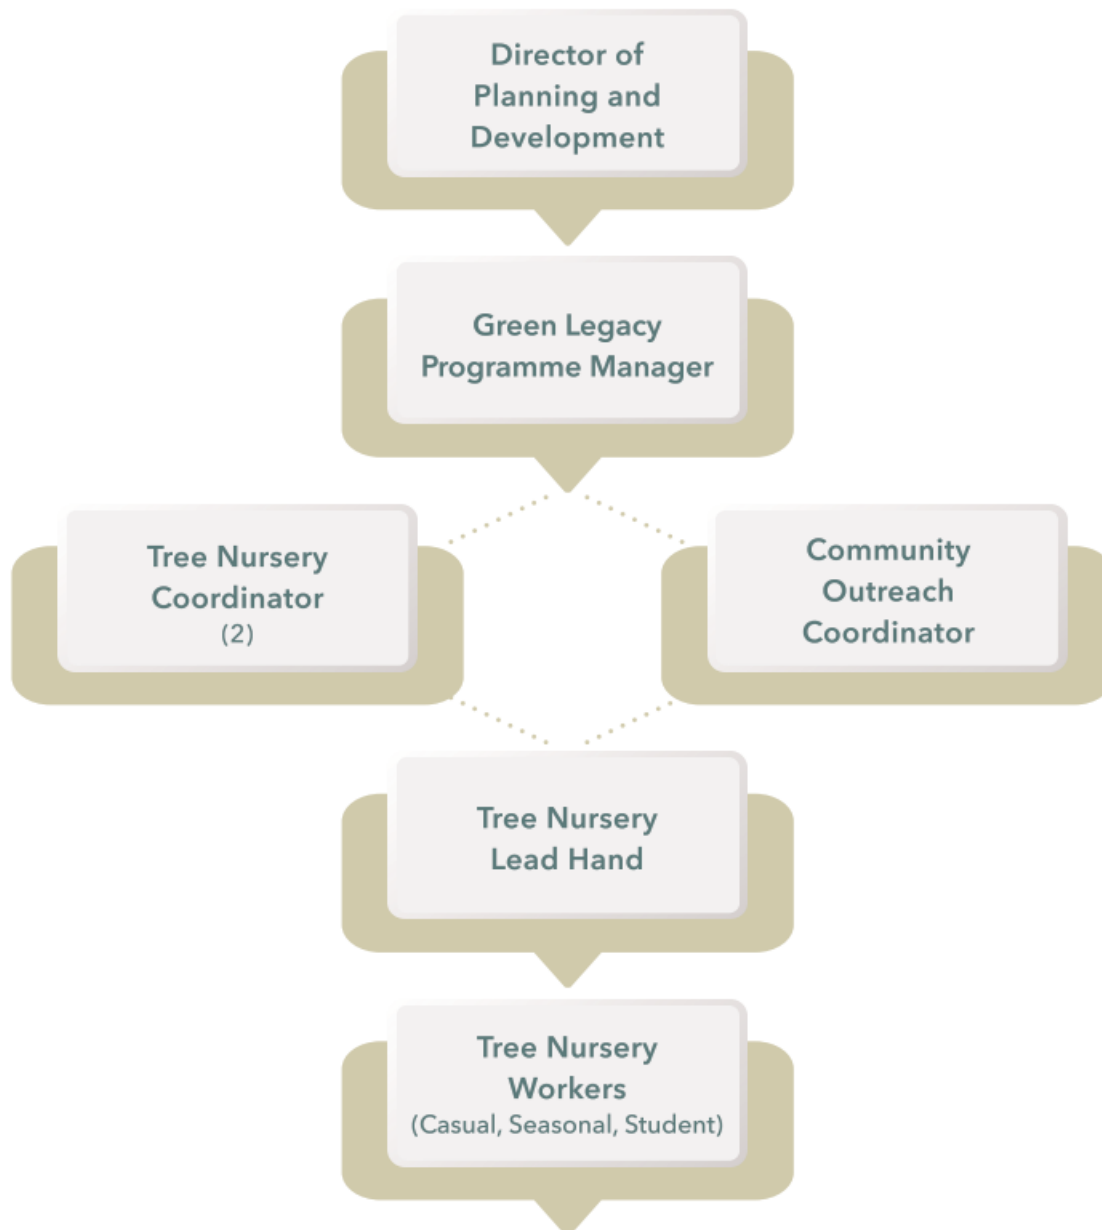 Director of
Planning and
Development
Green Legacy
Programme Manager
Tree Nursery
Coordinator
(2)
Community
Outreach
Coordinator
Tree Nursery
Lead Hand
Tree Nursery
Workers
(Casual, Seasonal, Student)